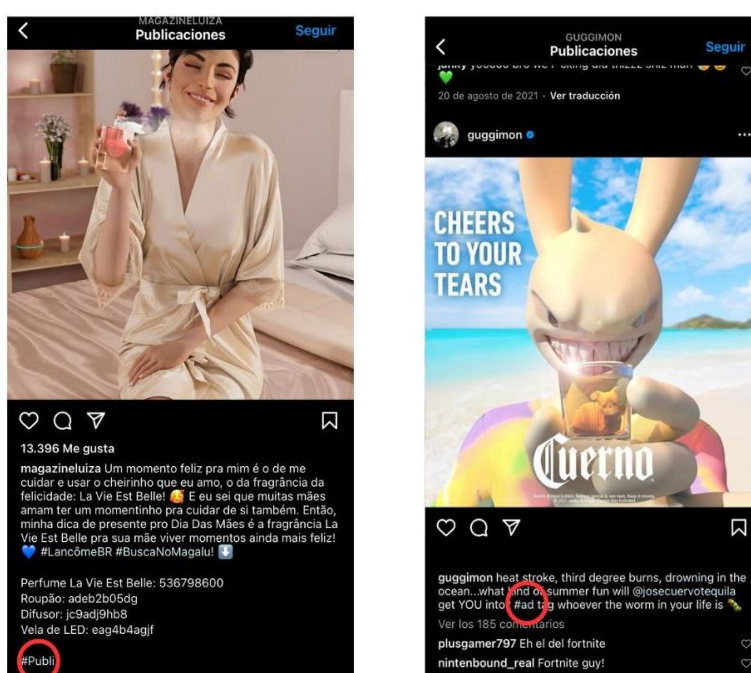 MAGAZINELUIZA
Publicaciones
Seguir
13.396 Me gusta
magazineluiza Um momento feliz pra mim é o de me
cuidar e usar o cheirinho que eu amo, o da fragrância da
felicidade: La Vie Est Belle! 🥰 E eu sei que muitas mães
amam ter um momentinho pra cuidar de si também. Então,
minha dica de presente pro Dia Das Mães é a fragrância La
Vie Est Belle pra sua mãe viver momentos ainda mais feliz!
💙 #LancômeBR #BuscaNoMagalu! ⬇️
Perfume La Vie Est Belle: 536798600
Roupão: adeb2b05dg
Difusor: jc9adj9hb8
Vela de LED: eag4b4agjf
#Publi
GUGGIMON
Publicaciones
Seguir
💚
20 de agosto de 2021 · Ver traducción
guggimon
CHEERS
TO YOUR
TEARS
Cuerno
guggimon heat stroke, third degree burns, drowning in the
ocean...what kind of summer fun will @josecuervotequila
get YOU into? #ad tag whoever the worm in your life is 🐛
Ver los 185 comentarios
plusgamer797 Eh el del fortnite
nintenbound_real Fortnite guy!